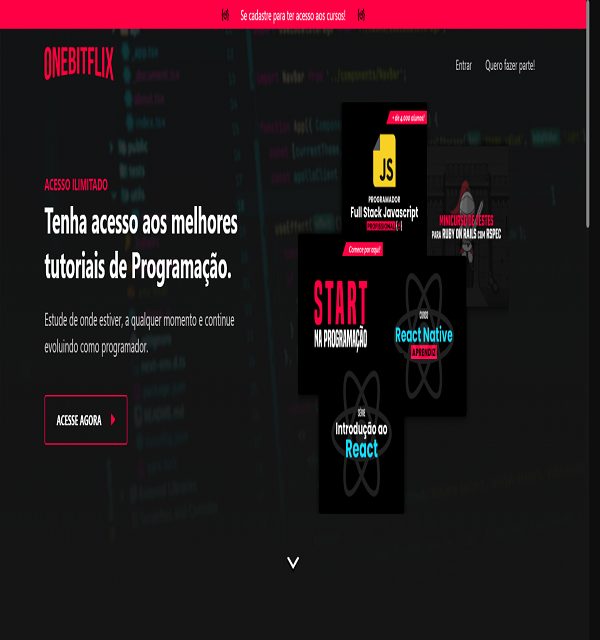 Se cadastre para ter acesso aos cursos!
ONEBITFLIX
Entrar
Quero fazer parte!
ACESSO ILIMITADO
Tenha acesso aos melhores
tutoriais de Programação.
Estude de onde estiver, a qualquer momento e continue
evoluindo como programador.
ACESSE AGORA
+ de 4.000 alunos!
JS
PROGRAMADOR
Full Stack Javascript
PROFISSIONAL
MINICURSO DE TESTES
PARA RUBY ON RAILS COM RSPEC
Comece por aqui!
START
NA PROGRAMAÇÃO
CURSO
React Native
APRENDIZ
SÉRIE
Introdução ao
React